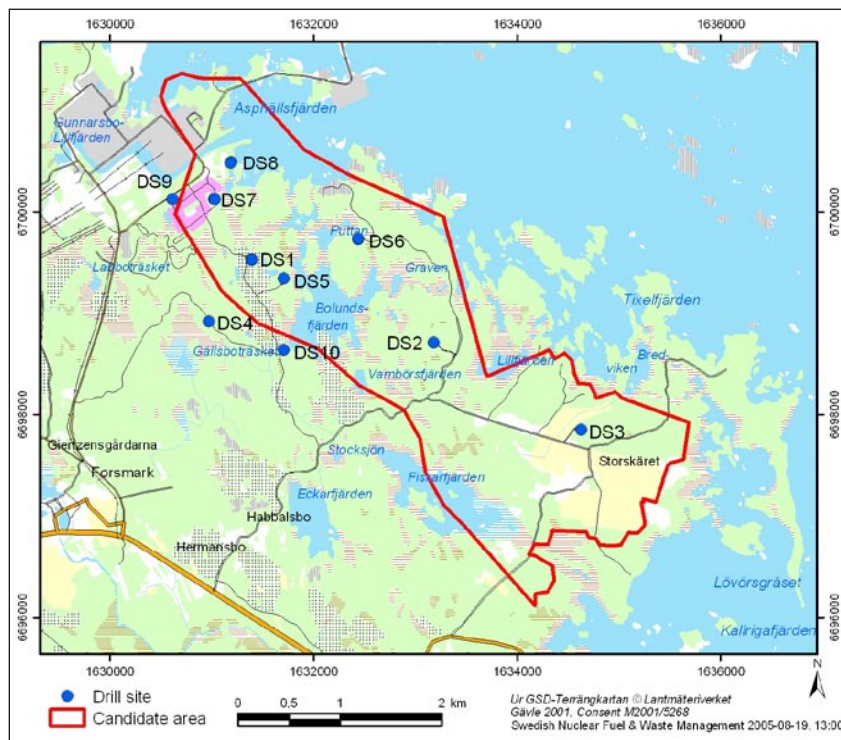 1630000 1632000 1634000 1636000
Asphällsfjärden
Gunnarsbo-
Lillfjärden
DS8
DS9
DS7
6700000 6700000
Puttan
DS6
DS1
Labboträsket
Graven
DS5
Tixelfjärden
Bolunds-
fjärden
DS4
DS2
Gällsboträsket
DS10
Lillfjärden
Bred-
viken
Vambörsfjärden
6698000 6698000
DS3
Storskäret
Stocksjön
Forsmark
Fiskarfjärden
Eckarfjärden
Habbalsbo
Hermansbo
Lövörsgräset
6696000 6696000
Kallrigafjärden
1630000 1632000 1634000 1636000
N
Drill site
Candidate area
0 0,5 1 2 km
Ur GSD-Terrängkartan © Lantmäteriverket
Gävle 2001, Consent M2001/5268
Swedish Nuclear Fuel & Waste Management 2005-08-19, 13:00